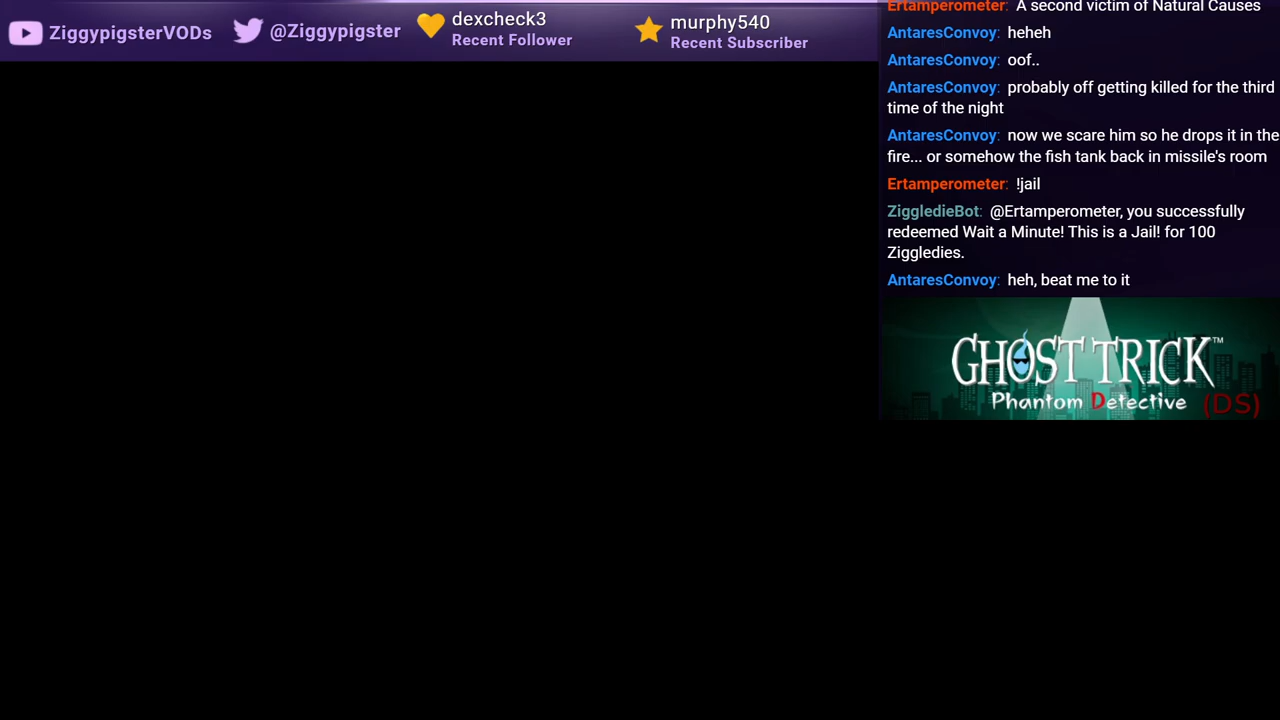 ZiggypigsterVODs
@Ziggypigster
dexcheck3
Recent Follower
murphy540
Recent Subscriber
Ertamperometer: A second victim of Natural Causes
AntaresConvoy: heheh
AntaresConvoy: oof..
AntaresConvoy: probably off getting killed for the third
time of the night
AntaresConvoy: now we scare him so he drops it in the
fire... or somehow the fish tank back in missile's room
Ertamperometer: !jail
ZiggledieBot: @Ertamperometer, you successfully
redeemed Wait a Minute! This is a Jail! for 100
Ziggledies.
AntaresConvoy: heh, beat me to it
GHOST TRICK™
Phantom Detective (DS)